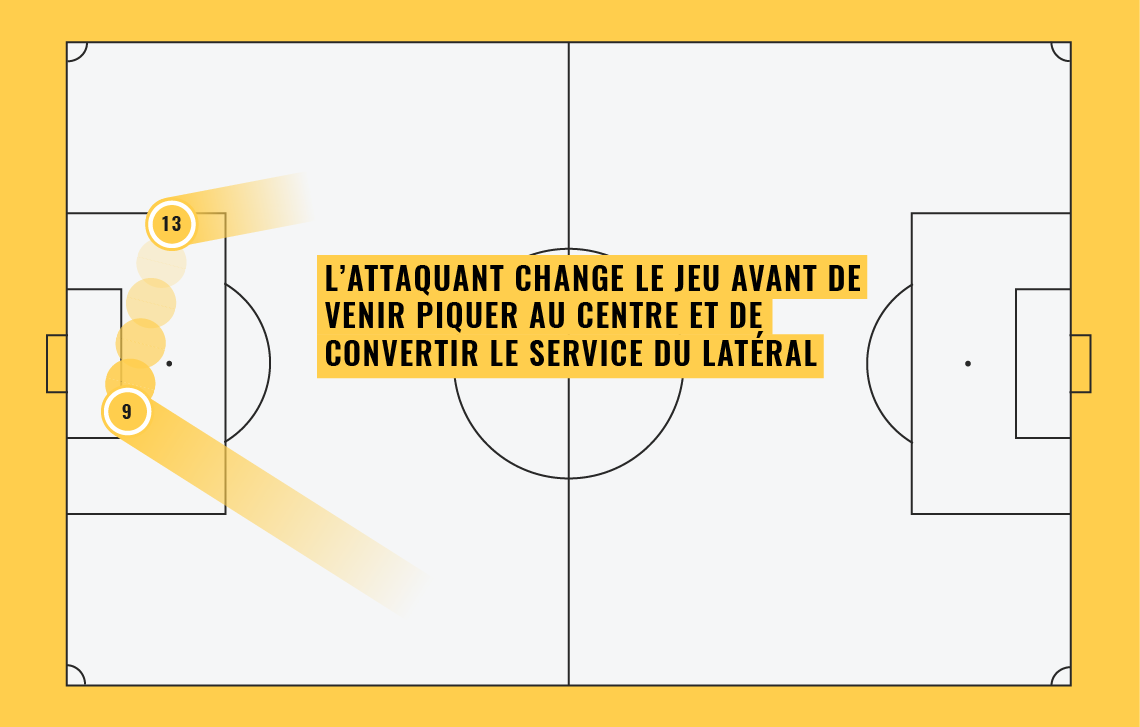 13
L’ATTAQUANT CHANGE LE JEU AVANT DE
VENIR PIQUER AU CENTRE ET DE
CONVERTIR LE SERVICE DU LATÉRAL
9